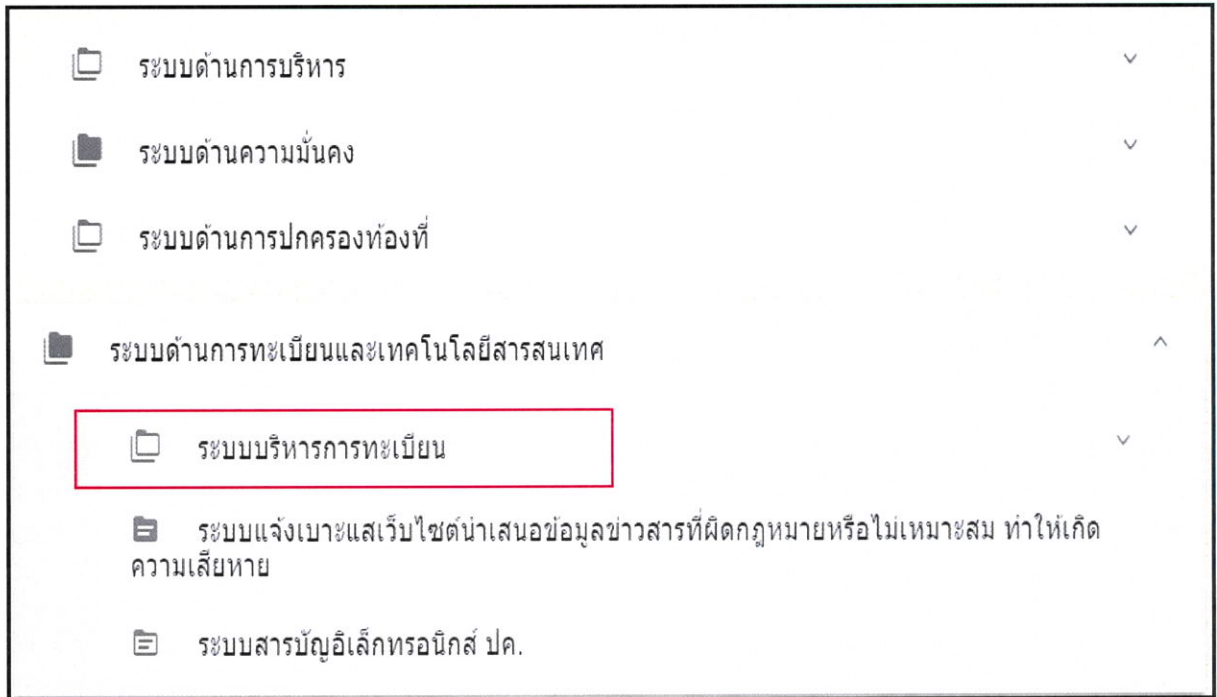 ระบบด้านการบริหาร
ระบบด้านความมั่นคง
ระบบด้านการปกครองท้องที่
ระบบด้านการทะเบียนและเทคโนโลยีสารสนเทศ
ระบบบริหารการทะเบียน
ระบบแจ้งเบาะแสเว็บไซต์นำเสนอข้อมูลข่าวสารที่ผิดกฎหมายหรือไม่เหมาะสม ทำให้เกิด
ความเสียหาย
ระบบสารบัญอิเล็กทรอนิกส์ ปค.